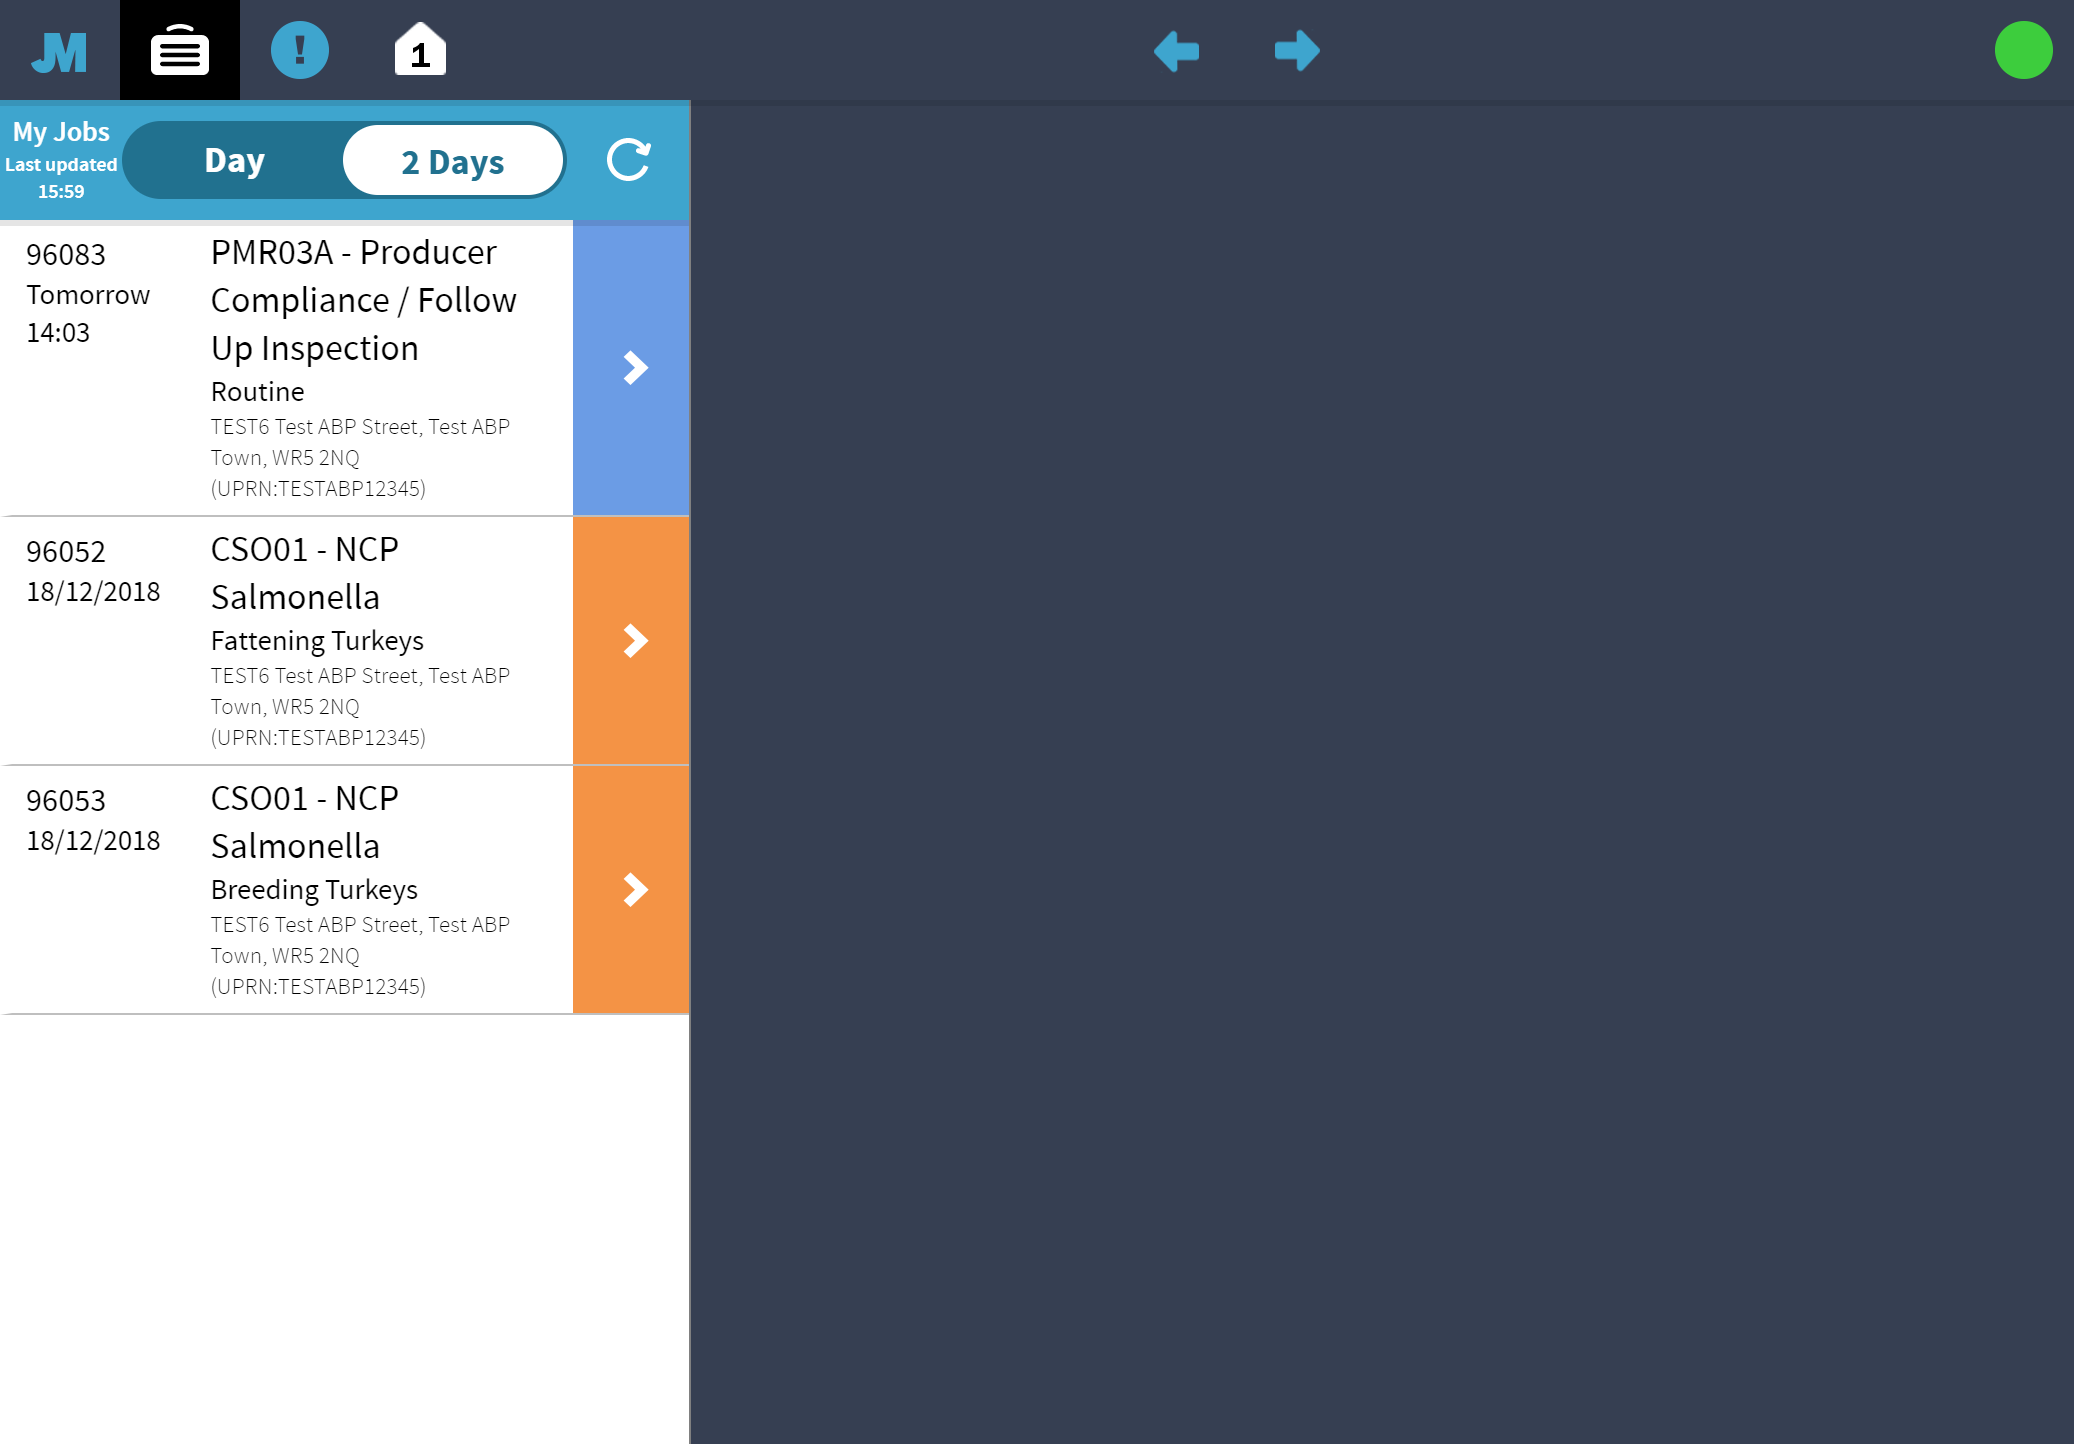 JM
!
1
My Jobs
Last updated
15:59
Day
2 Days
96083
Tomorrow
14:03
PMR03A - Producer
Compliance / Follow
Up Inspection
Routine
TEST6 Test ABP Street, Test ABP
Town, WR5 2NQ
(UPRN:TESTABP12345)
96052
18/12/2018
CSO01 - NCP
Salmonella
Fattening Turkeys
TEST6 Test ABP Street, Test ABP
Town, WR5 2NQ
(UPRN:TESTABP12345)
96053
18/12/2018
CSO01 - NCP
Salmonella
Breeding Turkeys
TEST6 Test ABP Street, Test ABP
Town, WR5 2NQ
(UPRN:TESTABP12345)